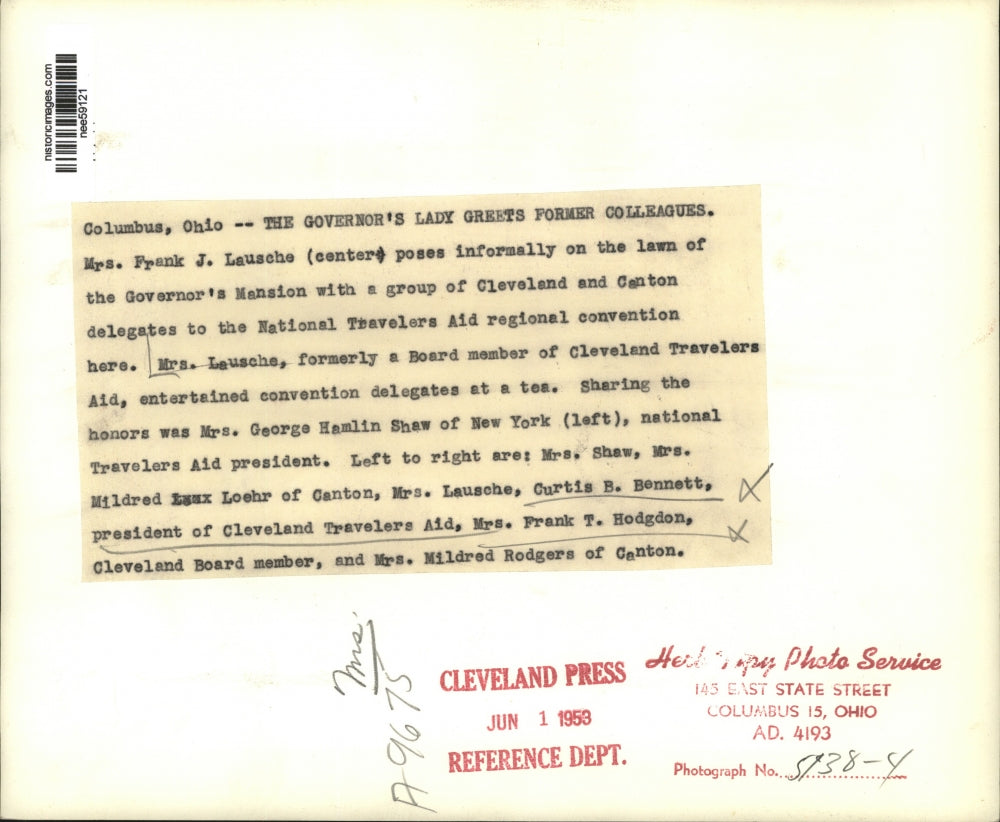 historicimages.com
nee59121
Columbus, Ohio -- THE GOVERNOR'S LADY GREETS FORMER COLLEAGUES.
Mrs. Frank J. Lausche (center) poses informally on the lawn of
the Governor's Mansion with a group of Cleveland and Canton
delegates to the National Travelers Aid regional convention
here. Mrs. Lausche, formerly a Board member of Cleveland Travelers
Aid, entertained convention delegates at a tea. Sharing the
honors was Mrs. George Hamlin Shaw of New York (left), national
Travelers Aid president. Left to right are: Mrs. Shaw, Mrs.
Mildred Loehr of Canton, Mrs. Lausche, Curtis B. Bennett,
president of Cleveland Travelers Aid, Mrs. Frank T. Hodgdon,
Cleveland Board member, and Mrs. Mildred Rodgers of Canton.
Mrs.
A9675
CLEVELAND PRESS
JUN 1 1953
REFERENCE DEPT.
Photo Service
145 EAST STATE STREET
COLUMBUS 15, OHIO
AD. 4193
Photograph No. 5138-4